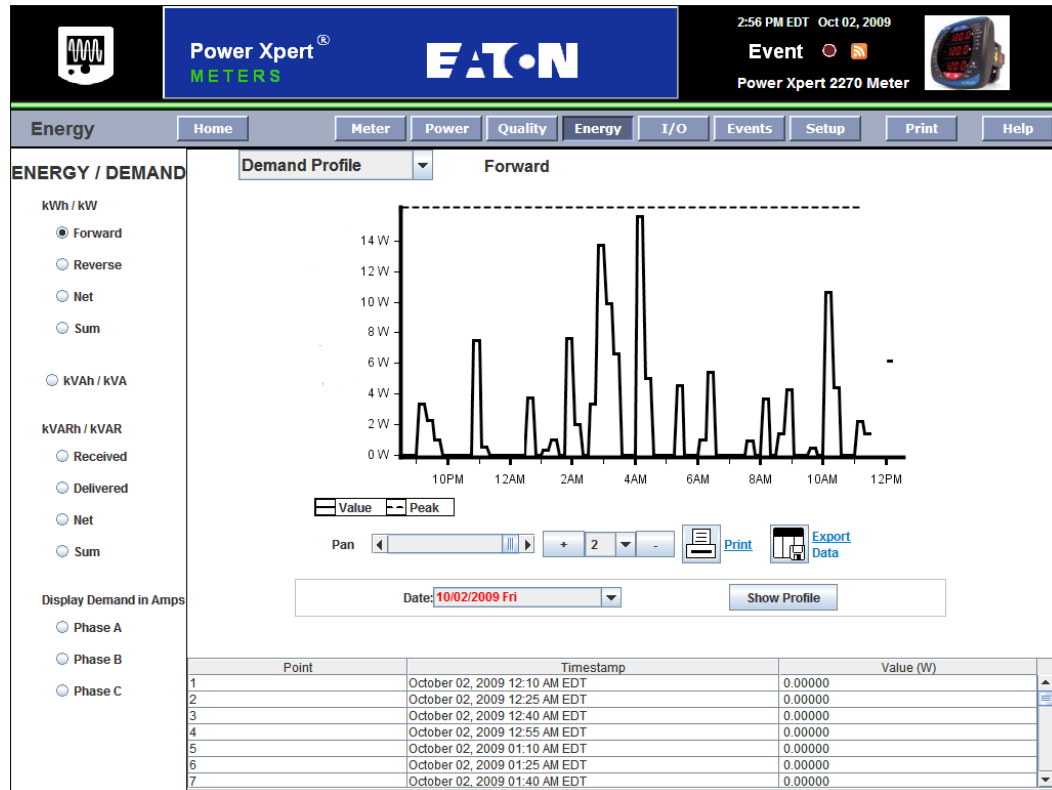 2:56 PM EDT Oct 02, 2009
Power Xpert®
METERS
EATON
Event
Power Xpert 2270 Meter
120.0
120.0
120.0
Energy Home Meter Power Quality Energy I/O Events Setup Print Help
ENERGY / DEMAND
kWh / kW
Forward
Reverse
Net
Sum
kVAh / kVA
kVARh / kVAR
Received
Delivered
Net
Sum
Display Demand in Amps
Phase A
Phase B
Phase C
Demand Profile Forward
14 W
12 W
10 W
8 W
6 W
4 W
2 W
0 W
10PM 12AM 2AM 4AM 6AM 8AM 10AM 12PM
Value Peak
Pan + 2 - Print Export
Data
Date: 10/02/2009 Fri Show Profile
Point Timestamp Value (W)
1 October 02, 2009 12:10 AM EDT 0.00000
2 October 02, 2009 12:25 AM EDT 0.00000
3 October 02, 2009 12:40 AM EDT 0.00000
4 October 02, 2009 12:55 AM EDT 0.00000
5 October 02, 2009 01:10 AM EDT 0.00000
6 October 02, 2009 01:25 AM EDT 0.00000
7 October 02, 2009 01:40 AM EDT 0.00000